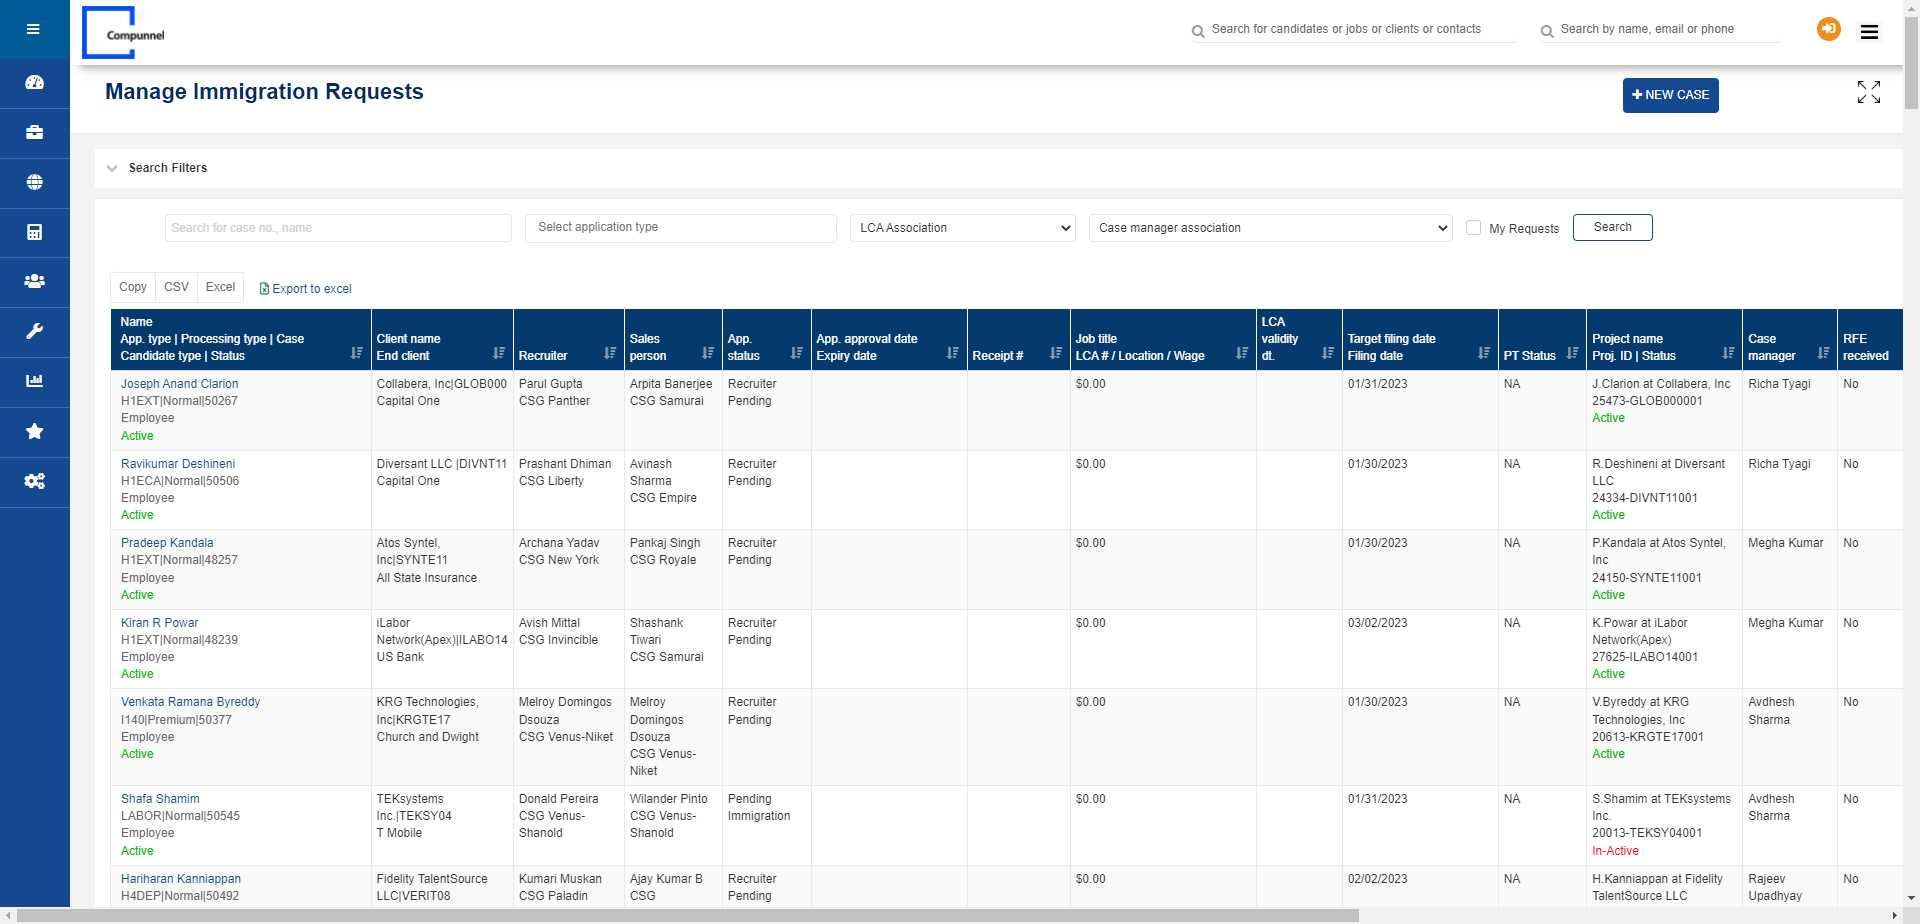 Compunnel
Search for candidates or jobs or clients or contacts
Search by name, email or phone
Manage Immigration Requests
NEW CASE
Search Filters
Search for case no., name
Select application type
LCA Association
Case manager association
My Requests
Search
Copy CSV Excel
Export to excel
Name
App. type | Processing type | Case
Candidate type | Status
Client name
End client
Recruiter
Sales
person
App.
status
App. approval date
Expiry date
Receipt #
Job title
LCA # / Location / Wage
LCA
validity
dt.
Target filing date
Filing date
PT Status
Project name
Proj. ID | Status
Case
manager
RFE
received
Joseph Anand Clarion
H1EXT|Normal|50267
Employee
Active
Collabera, Inc|GLOB000
Capital One
Parul Gupta
CSG Panther
Arpita Banerjee
CSG Samurai
Recruiter
Pending
$0.00
01/31/2023
NA
J.Clarion at Collabera, Inc
25473-GLOB000001
Active
Richa Tyagi
No
Ravikumar Deshineni
H1ECA|Normal|50506
Employee
Active
Diversant LLC |DIVNT11
Capital One
Prashant Dhiman
CSG Liberty
Avinash
Sharma
CSG Empire
Recruiter
Pending
$0.00
01/30/2023
NA
R.Deshineni at Diversant
LLC
24334-DIVNT11001
Active
Richa Tyagi
No
Pradeep Kandala
H1EXT|Normal|48257
Employee
Active
Atos Syntel,
Inc|SYNTE11
All State Insurance
Archana Yadav
CSG New York
Pankaj Singh
CSG Royale
Recruiter
Pending
$0.00
01/30/2023
NA
P.Kandala at Atos Syntel,
Inc
24150-SYNTE11001
Active
Megha Kumar
No
Kiran R Powar
H1EXT|Normal|48239
Employee
Active
iLabor
Network(Apex)|ILABO14
US Bank
Avish Mittal
CSG Invincible
Shashank
Tiwari
CSG Samurai
Recruiter
Pending
$0.00
03/02/2023
NA
K.Powar at iLabor
Network(Apex)
27625-ILABO14001
Active
Megha Kumar
No
Venkata Ramana Byreddy
I140|Premium|50377
Employee
Active
KRG Technologies,
Inc|KRGTE17
Church and Dwight
Melroy Domingos
Dsouza
CSG Venus-Niket
Melroy
Domingos
Dsouza
CSG Venus-
Niket
Recruiter
Pending
$0.00
01/30/2023
NA
V.Byreddy at KRG
Technologies, Inc
20613-KRGTE17001
Active
Avdhesh
Sharma
No
Shafa Shamim
LABOR|Normal|50545
Employee
Active
TEKsystems
Inc.|TEKSY04
T Mobile
Donald Pereira
CSG Venus-
Shanold
Wilander Pinto
CSG Venus-
Shanold
Pending
Immigration
$0.00
01/31/2023
NA
S.Shamim at TEKsystems
Inc.
20013-TEKSY04001
In-Active
Avdhesh
Sharma
No
Hariharan Kanniappan
H4DEP|Normal|50492
Fidelity TalentSource
LLC|VERIT08
Kumari Muskan
CSG Paladin
Ajay Kumar B
CSG
Recruiter
Pending
$0.00
02/02/2023
NA
H.Kanniappan at Fidelity
TalentSource LLC
Rajeev
Upadhyay
No